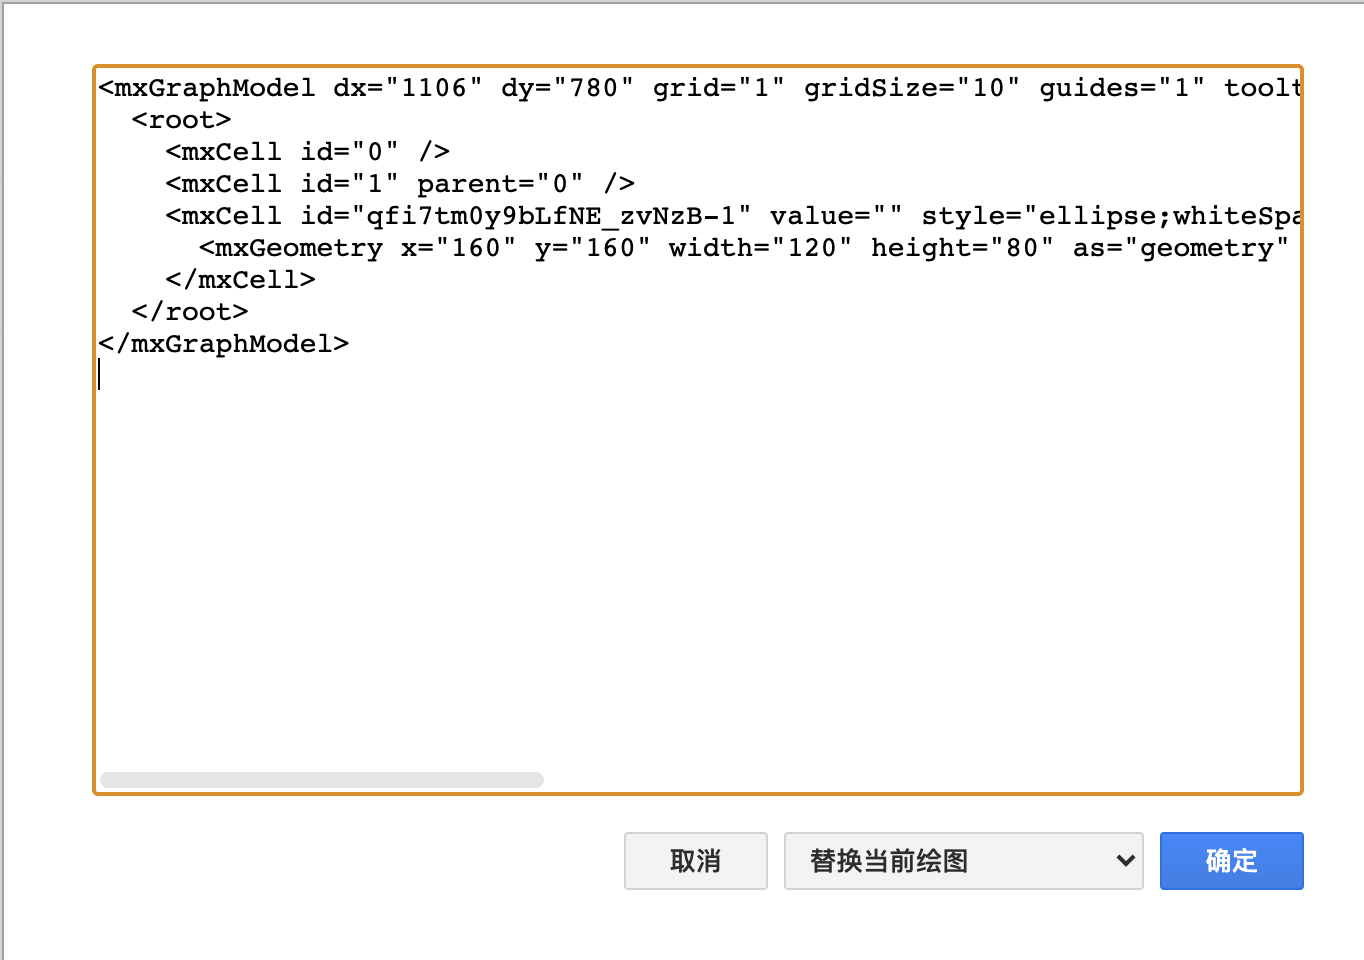 <mxGraphModel dx="1106" dy="780" grid="1" gridSize="10" guides="1" toolt
  <root>
    <mxCell id="0" />
    <mxCell id="1" parent="0" />
    <mxCell id="qfi7tm0y9bLfNE_zvNzB-1" value="" style="ellipse;whiteSpa
      <mxGeometry x="160" y="160" width="120" height="80" as="geometry"
    </mxCell>
  </root>
</mxGraphModel>
取消 替换当前绘图 确定